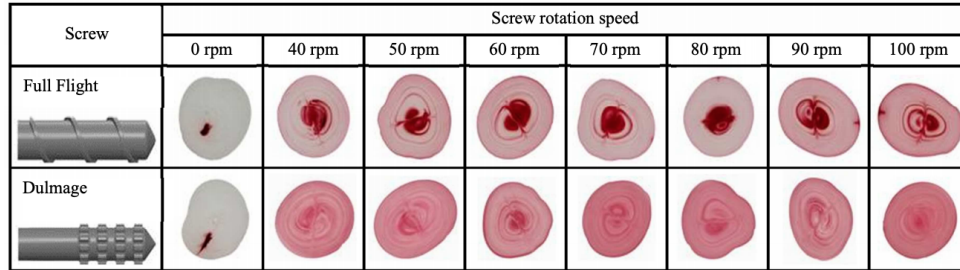 Screw
Screw rotation speed
0 rpm
40 rpm
50 rpm
60 rpm
70 rpm
80 rpm
90 rpm
100 rpm
Full Flight
Dulmage